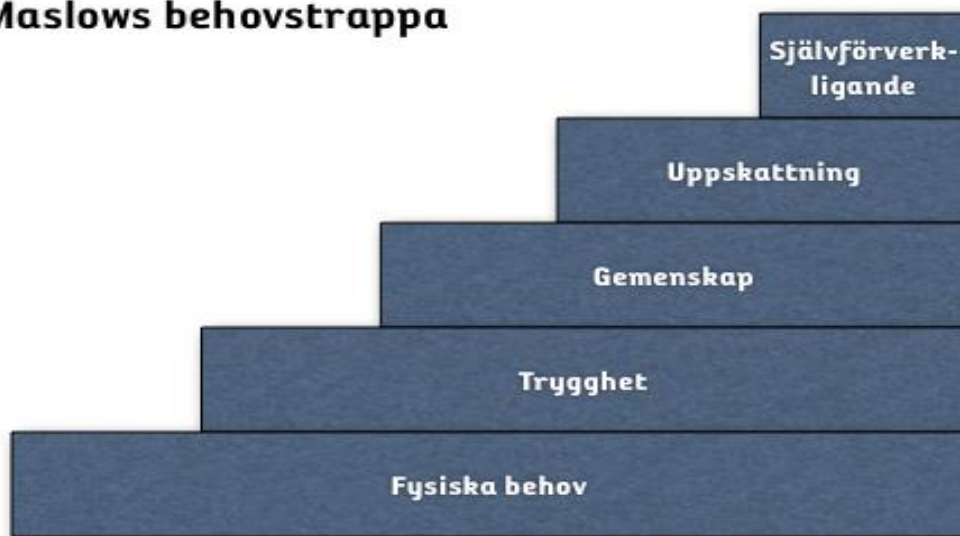 Maslows behovstrappa
Självförverk-
ligande
Uppskattning
Gemenskap
Trygghet
Fysiska behov